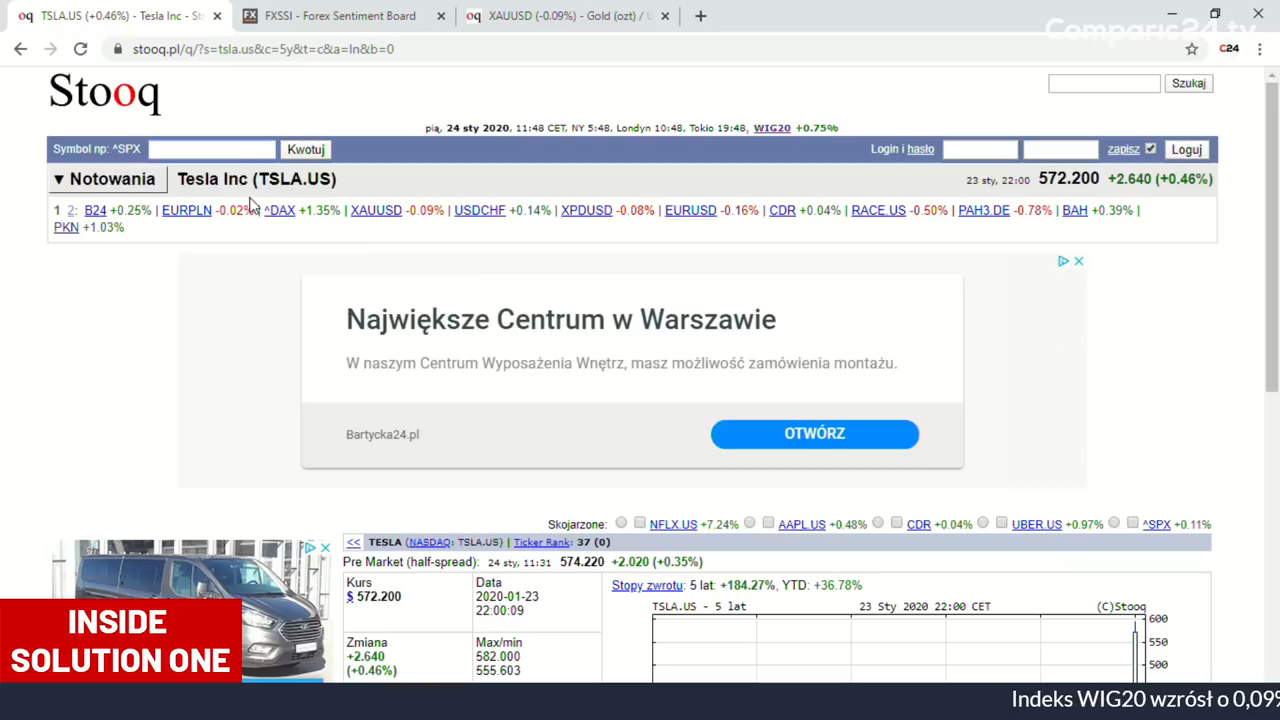 TSLA.US (+0.46%) - Tesla Inc - St
FXSSI - Forex Sentiment Board
XAUUSD (-0.09%) - Gold (ozt) / U
Comparic24.tv
stooq.pl/q/?s=tsla.us&c=5y&t=c&a=ln&b=0
C24
Stooq
Szukaj
pią, 24 sty 2020, 11:48 CET, NY 5:48, Londyn 10:48, Tokio 19:48, WIG20 +0.75%
Symbol np: ^SPX Kwotuj Login i hasło zapisz Loguj
▼ Notowania Tesla Inc (TSLA.US) 23 sty, 22:00 572.200 +2.640 (+0.46%)
1 2: B24 +0.25% | EURPLN -0.02% ^DAX +1.35% | XAUUSD -0.09% | USDCHF +0.14% | XPDUSD -0.08% | EURUSD -0.16% | CDR +0.04% | RACE.US -0.50% | PAH3.DE -0.78% | BAH +0.39% |
PKN +1.03%
Największe Centrum w Warszawie
W naszym Centrum Wyposażenia Wnętrz, masz możliwość zamówienia montażu.
Bartycka24.pl OTWÓRZ
Skojarzone: NFLX.US +7.24% AAPL.US +0.48% CDR +0.04% UBER.US +0.97% ^SPX +0.11%
<< TESLA (NASDAQ: TSLA.US) | Ticker Rank: 37 (0)
Pre Market (half-spread): 24 sty, 11:31 574.220 +2.020 (+0.35%)
Kurs
$ 572.200
Data
2020-01-23
22:00:09
Zmiana
+2.640
(+0.46%)
Max/min
582.000
555.603
Stopy zwrotu: 5 lat: +184.27%, YTD: +36.78%
TSLA.US - 5 lat 23 Sty 2020 22:00 CET (C)Stooq
600
550
500
INSIDE
SOLUTION ONE
Indeks WIG20 wzrósł o 0,09%